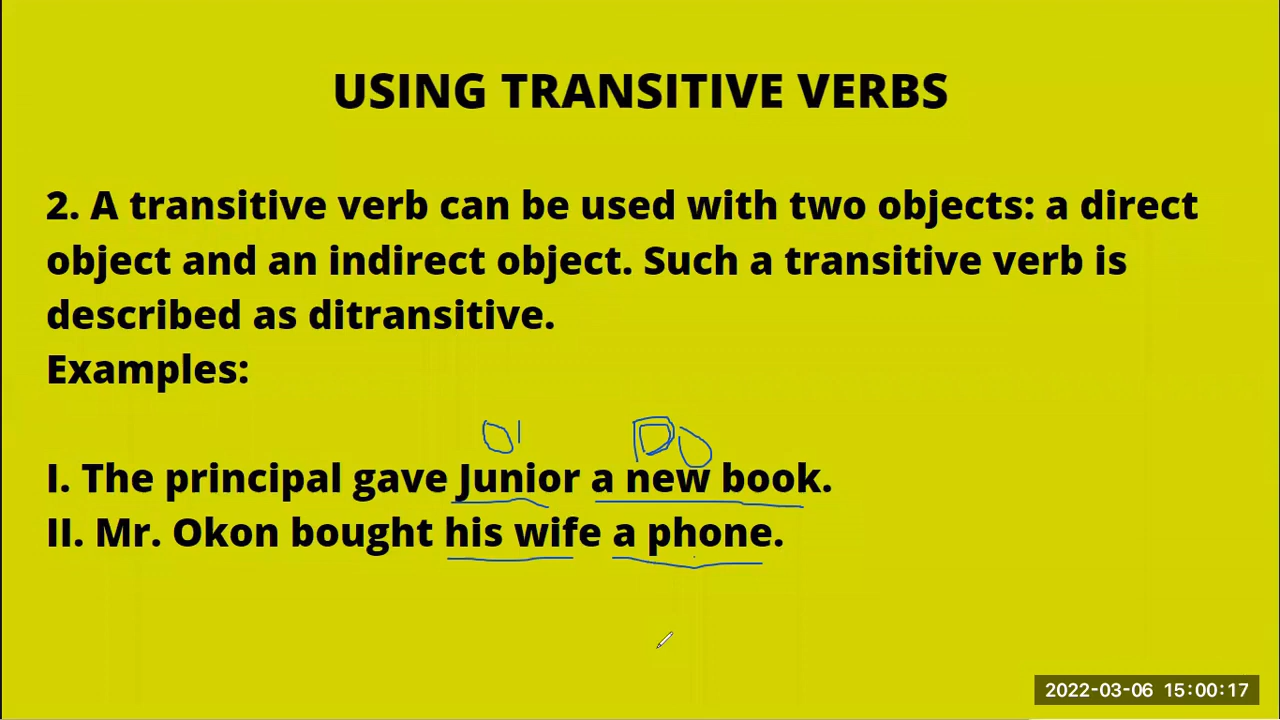 USING TRANSITIVE VERBS
2. A transitive verb can be used with two objects: a direct
object and an indirect object. Such a transitive verb is
described as ditransitive.
Examples:
OI DO
I. The principal gave Junior a new book.
II. Mr. Okon bought his wife a phone.
2022-03-06 15:00:17